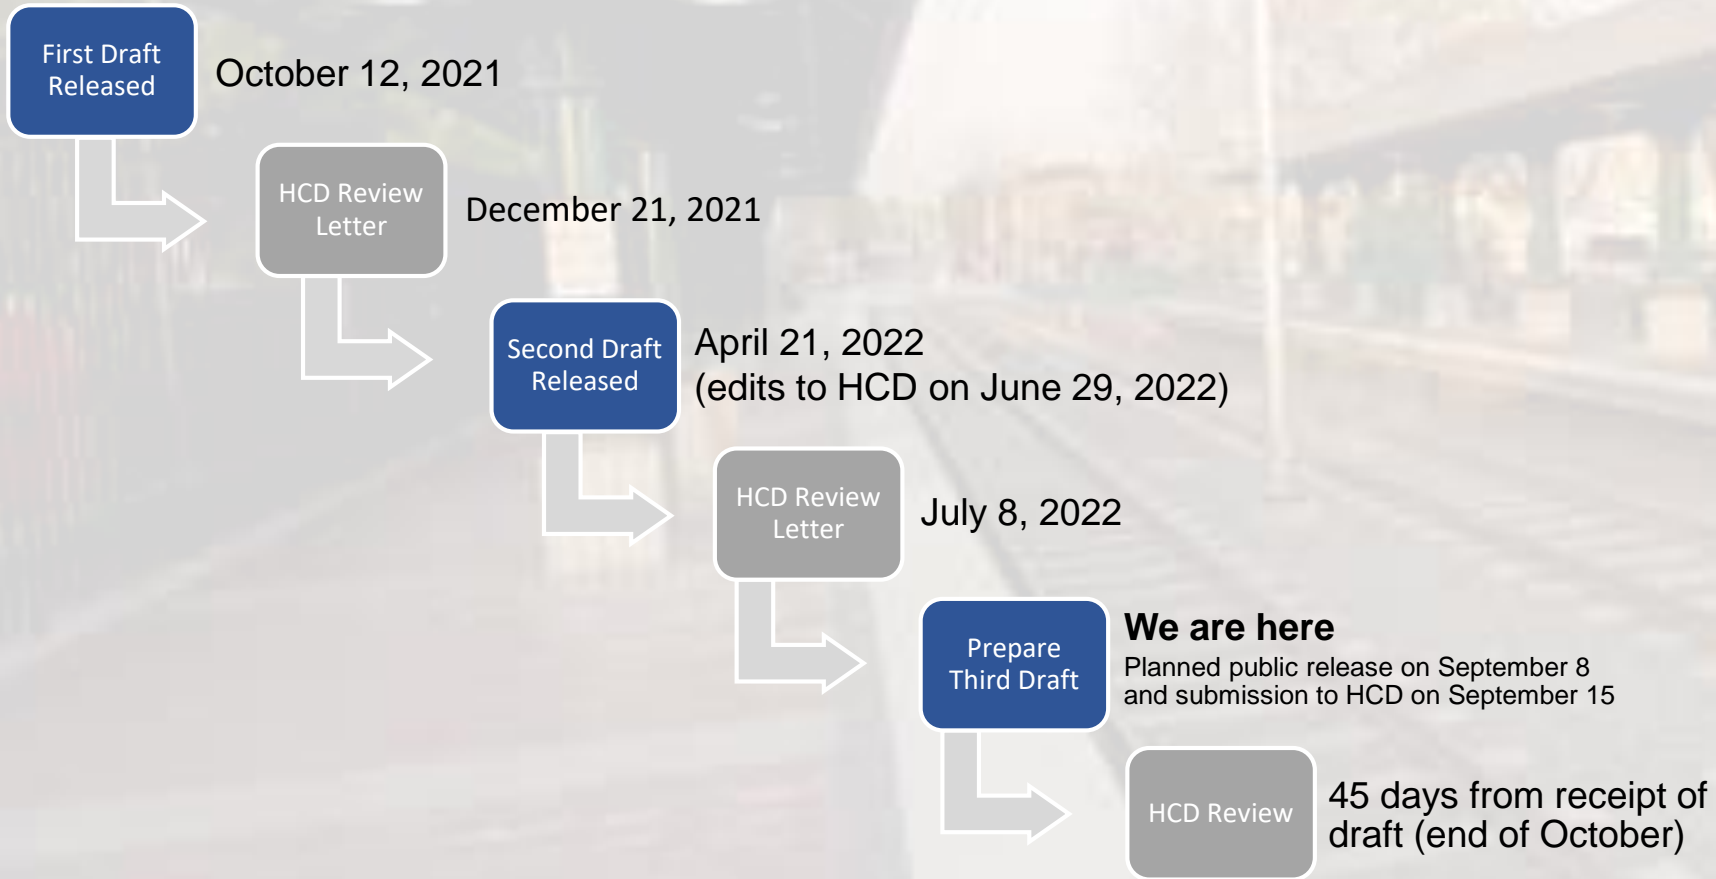 First Draft
Released
October 12, 2021
HCD Review
Letter
December 21, 2021
Second Draft
Released
April 21, 2022
(edits to HCD on June 29, 2022)
HCD Review
Letter
July 8, 2022
Prepare
Third Draft
We are here
Planned public release on September 8
and submission to HCD on September 15
HCD Review
45 days from receipt of
draft (end of October)